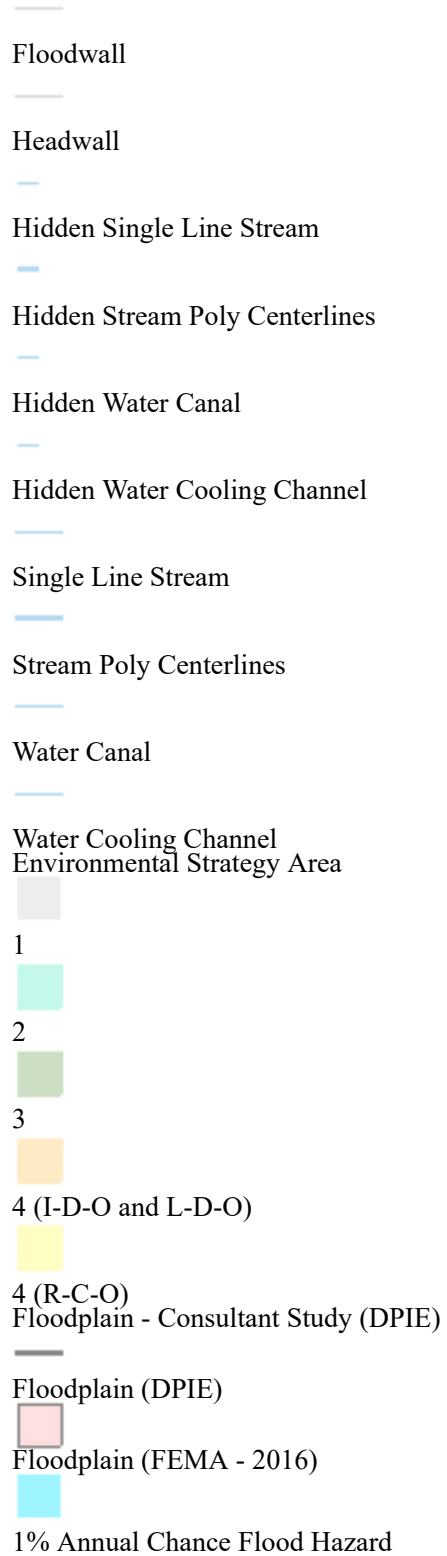 Floodwall
Headwall
Hidden Single Line Stream
Hidden Stream Poly Centerlines
Hidden Water Canal
Hidden Water Cooling Channel
Single Line Stream
Stream Poly Centerlines
Water Canal
Water Cooling Channel
Environmental Strategy Area
1
2
3
4 (I-D-O and L-D-O)
4 (R-C-O)
Floodplain - Consultant Study (DPIE)
Floodplain (DPIE)
Floodplain (FEMA - 2016)
1% Annual Chance Flood Hazard